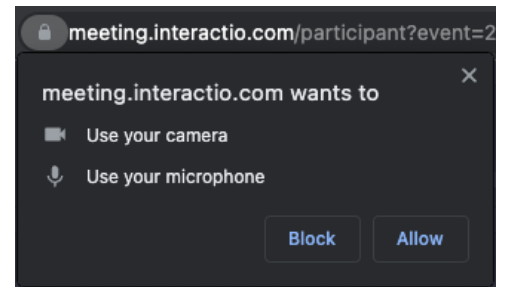 meeting.interactio.com/participant?event=2
meeting.interactio.com wants to
Use your camera
Use your microphone
Block Allow